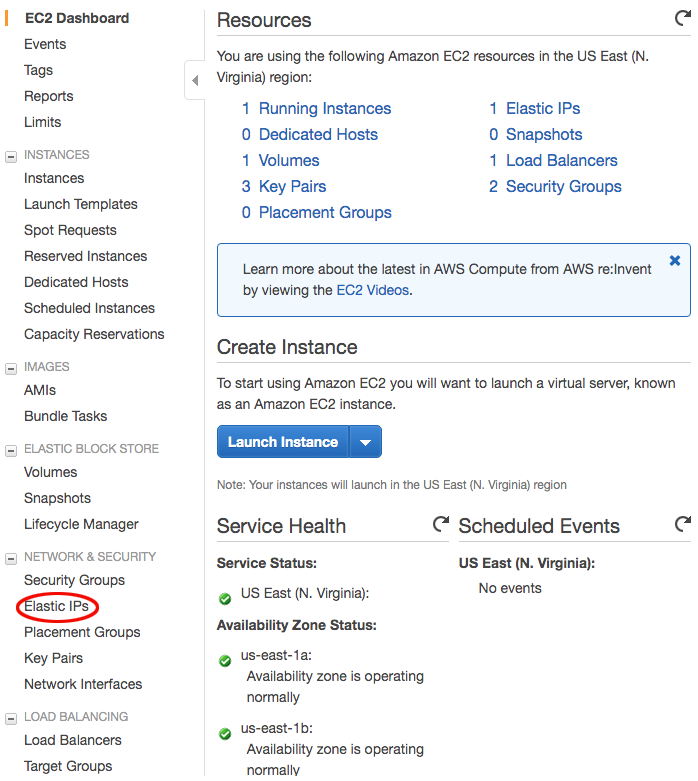 EC2 Dashboard
Events
Tags
Reports
Limits
INSTANCES
Instances
Launch Templates
Spot Requests
Reserved Instances
Dedicated Hosts
Scheduled Instances
Capacity Reservations
IMAGES
AMIs
Bundle Tasks
ELASTIC BLOCK STORE
Volumes
Snapshots
Lifecycle Manager
NETWORK & SECURITY
Security Groups
Elastic IPs
Placement Groups
Key Pairs
Network Interfaces
LOAD BALANCING
Load Balancers
Target Groups
Resources
You are using the following Amazon EC2 resources in the US East (N.
Virginia) region:
1 Running Instances
0 Dedicated Hosts
1 Volumes
3 Key Pairs
0 Placement Groups
1 Elastic IPs
0 Snapshots
1 Load Balancers
2 Security Groups
Learn more about the latest in AWS Compute from AWS re:Invent
by viewing the EC2 Videos.
Create Instance
To start using Amazon EC2 you will want to launch a virtual server, known
as an Amazon EC2 instance.
Launch Instance
Note: Your instances will launch in the US East (N. Virginia) region
Service Health
Service Status:
US East (N. Virginia):
Availability Zone Status:
us-east-1a:
Availability zone is operating
normally
us-east-1b:
Availability zone is operating
normally
Scheduled Events
US East (N. Virginia):
No events